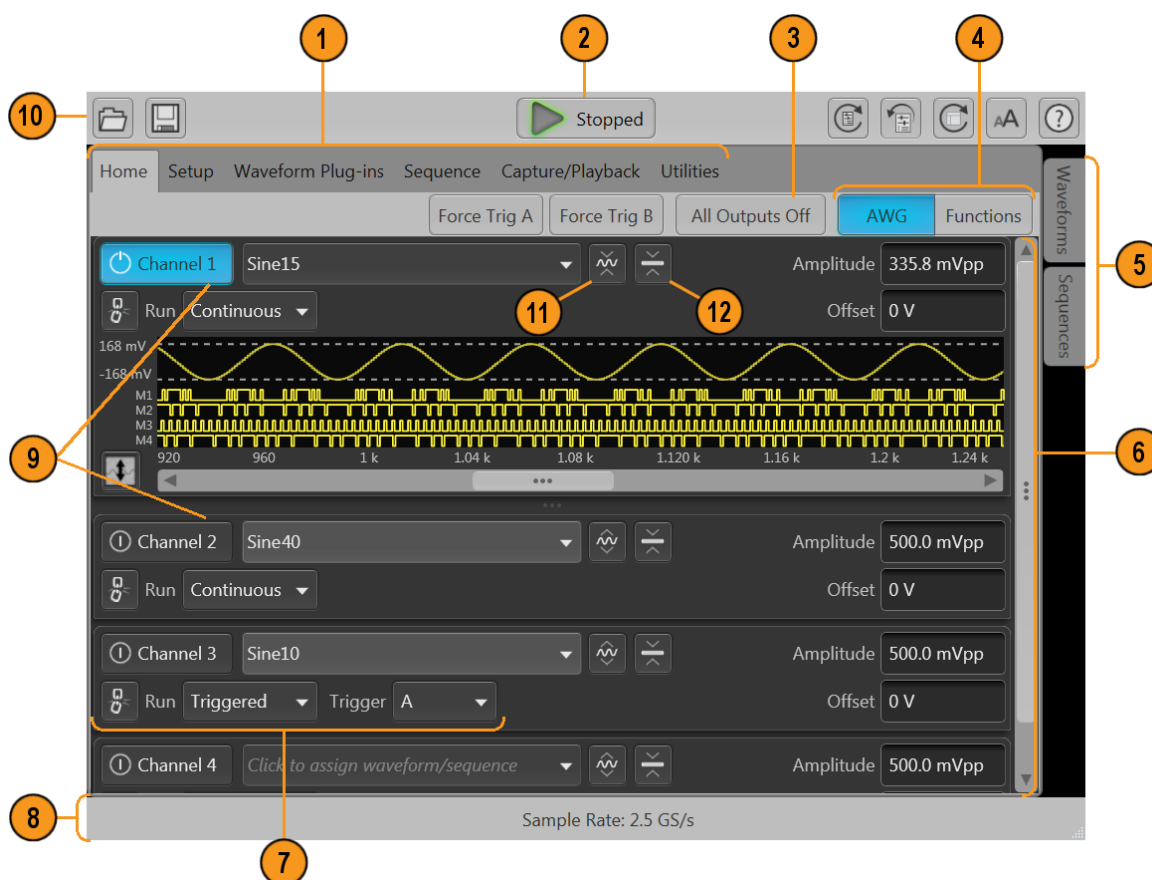 1 2 3 4
10 Stopped AA ?
Home Setup Waveform Plug-ins Sequence Capture/Playback Utilities
Force Trig A Force Trig B All Outputs Off AWG Functions
Waveforms
Sequences
5
Channel 1 Sine15 Amplitude 335.8 mVpp
Run Continuous 11 12 Offset 0 V
168 mV
-168 mV
M1
M2
M3
M4
920 960 1 k 1.04 k 1.08 k 1.120 k 1.16 k 1.2 k 1.24 k
9 6
Channel 2 Sine40 Amplitude 500.0 mVpp
Run Continuous Offset 0 V
Channel 3 Sine10 Amplitude 500.0 mVpp
Run Triggered Trigger A Offset 0 V
Channel 4 Click to assign waveform/sequence Amplitude 500.0 mVpp
8 Sample Rate: 2.5 GS/s
7